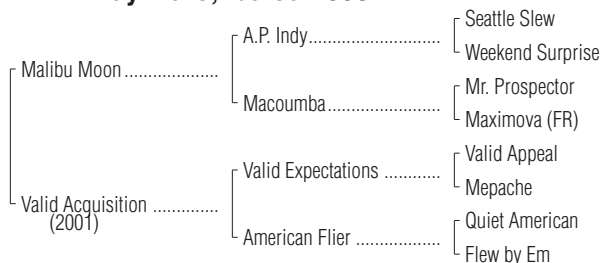 Seattle Slew
A.P. Indy
Weekend Surprise
Malibu Moon
Mr. Prospector
Macoumba
Maximova (FR)
Valid Appeal
Valid Expectations
Mepache
Valid Acquisition
(2001)
Quiet American
American Flier
Flew by Em